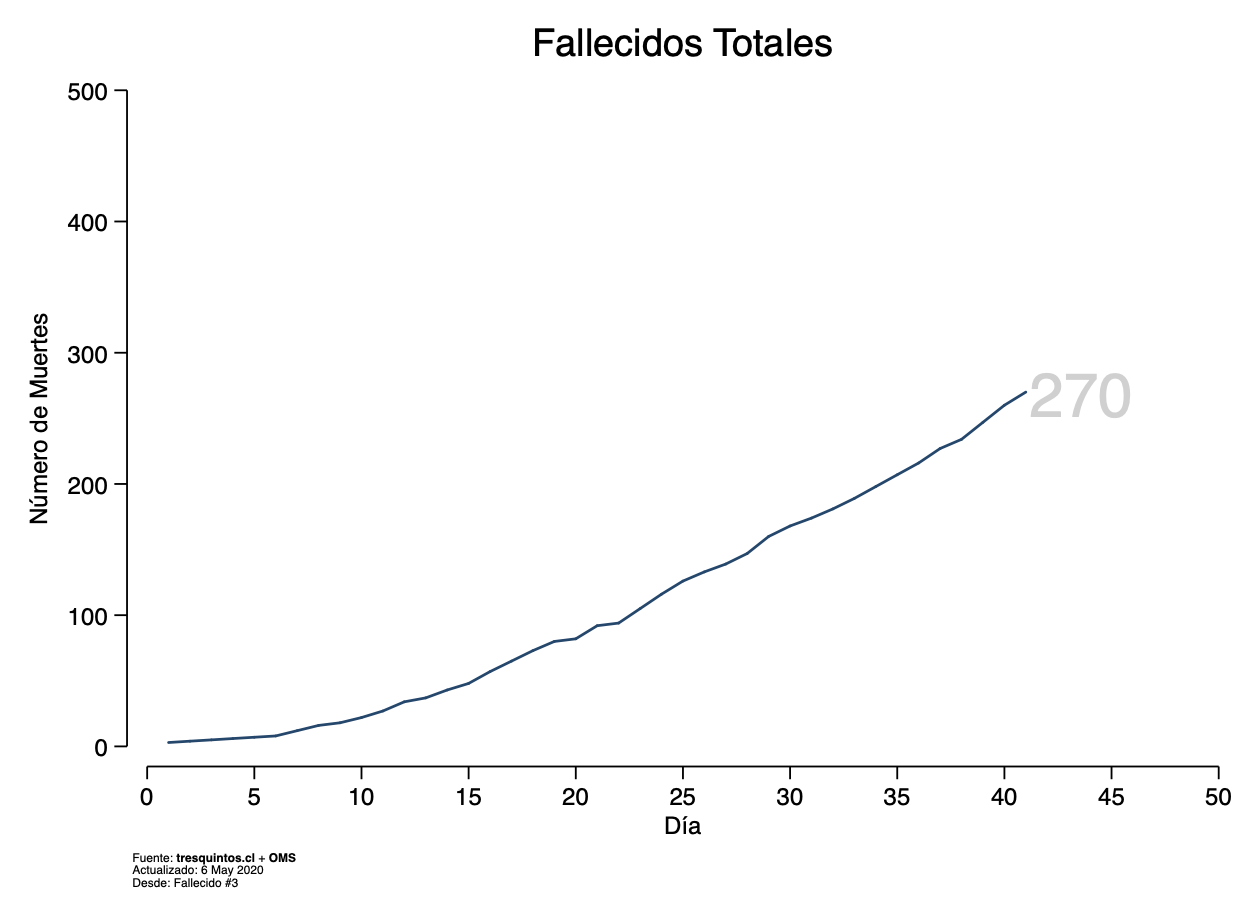 Fallecidos Totales
500
400
300
200
100
0
Número de Muertes
270
0 5 10 15 20 25 30 35 40 45 50
Día
Fuente: tresquintos.cl + OMS
Actualizado: 6 May 2020
Desde: Fallecido #3